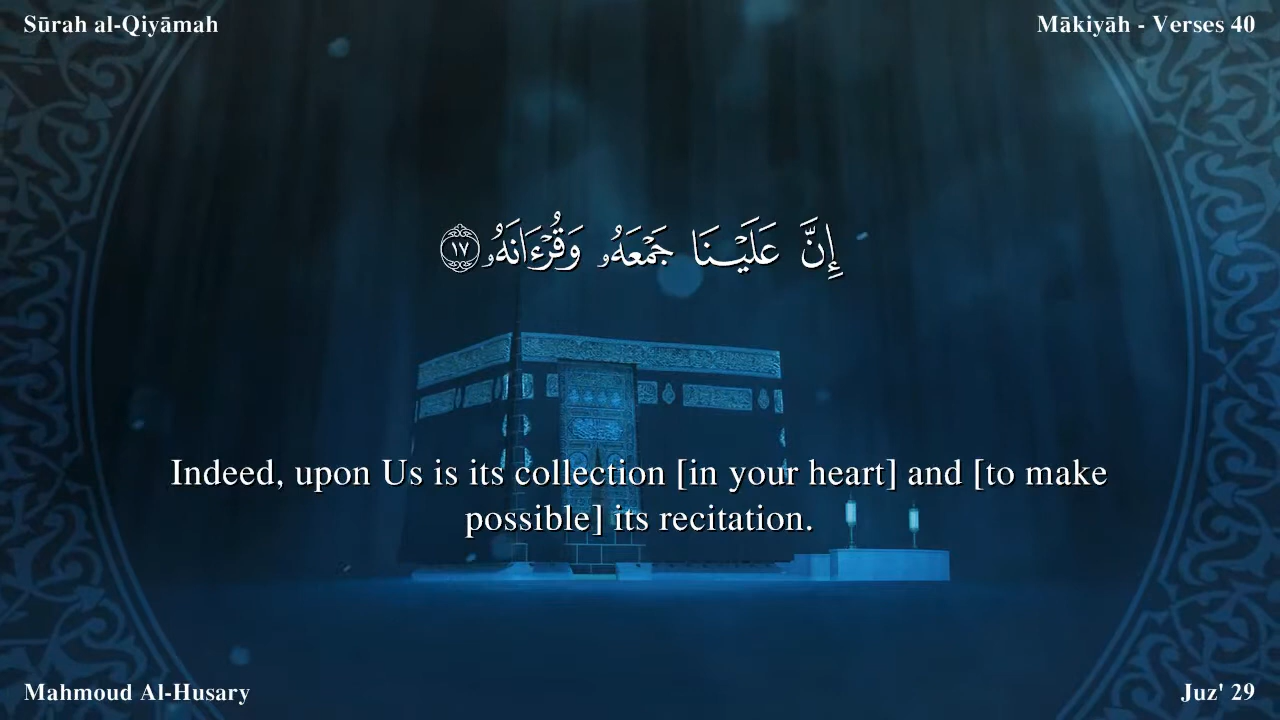 Sūrah al-Qiyāmah
Mākiyāh - Verses 40
إِنَّ عَلَيْنَا جَمْعَهُۥ وَقُرْءَانَهُۥ ١٧
Indeed, upon Us is its collection [in your heart] and [to make
possible] its recitation.
Mahmoud Al-Husary
Juz' 29